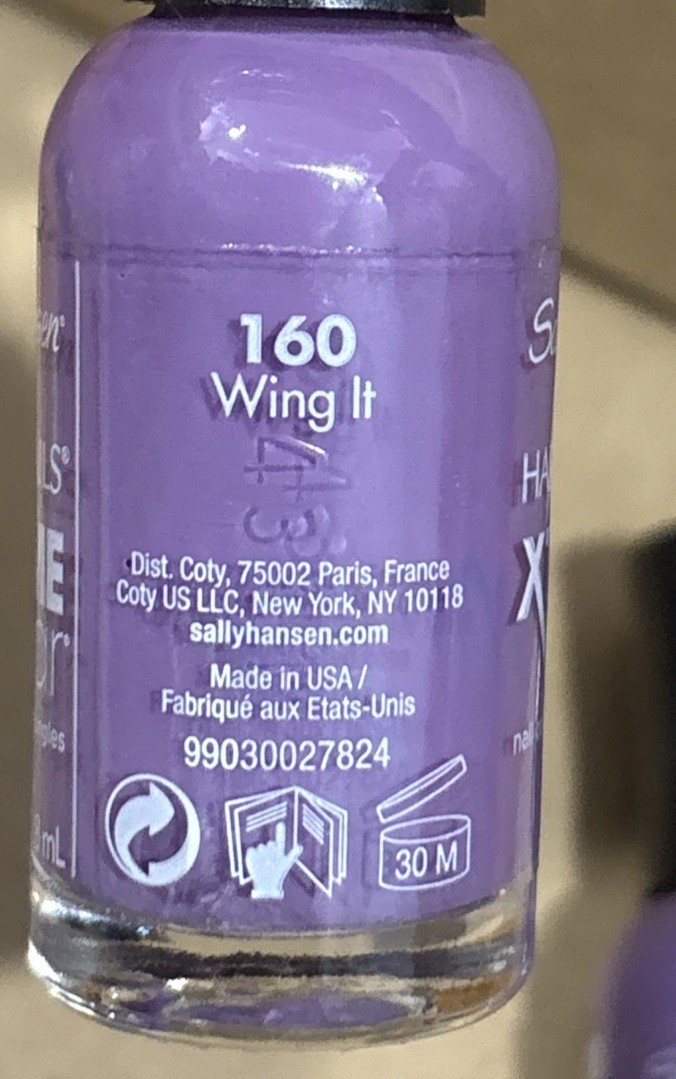 160
Wing It
Dist. Coty, 75002 Paris, France
Coty US LLC, New York, NY 10118
sallyhansen.com
Made in USA /
Fabriqué aux Etats-Unis
99030027824
30 M